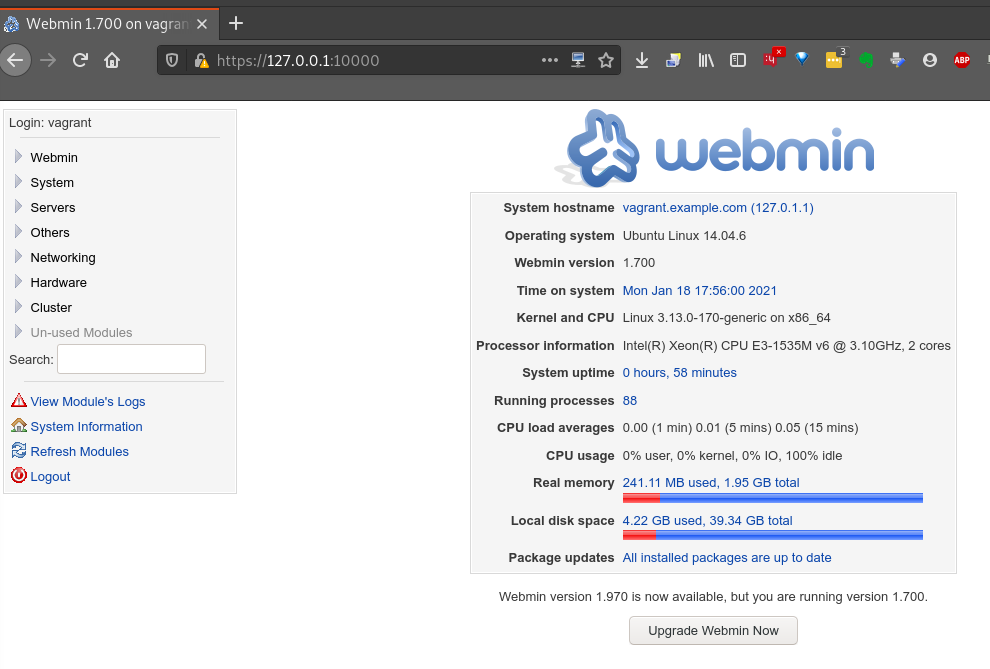 Webmin 1.700 on vagran
https://127.0.0.1:10000
3
ABP
Login: vagrant
Webmin
System
Servers
Others
Networking
Hardware
Cluster
Un-used Modules
Search:
View Module's Logs
System Information
Refresh Modules
Logout
webmin
System hostname vagrant.example.com (127.0.1.1)
Operating system Ubuntu Linux 14.04.6
Webmin version 1.700
Time on system Mon Jan 18 17:56:00 2021
Kernel and CPU Linux 3.13.0-170-generic on x86_64
Processor information Intel(R) Xeon(R) CPU E3-1535M v6 @ 3.10GHz, 2 cores
System uptime 0 hours, 58 minutes
Running processes 88
CPU load averages 0.00 (1 min) 0.01 (5 mins) 0.05 (15 mins)
CPU usage 0% user, 0% kernel, 0% IO, 100% idle
Real memory 241.11 MB used, 1.95 GB total
Local disk space 4.22 GB used, 39.34 GB total
Package updates All installed packages are up to date
Webmin version 1.970 is now available, but you are running version 1.700.
Upgrade Webmin Now